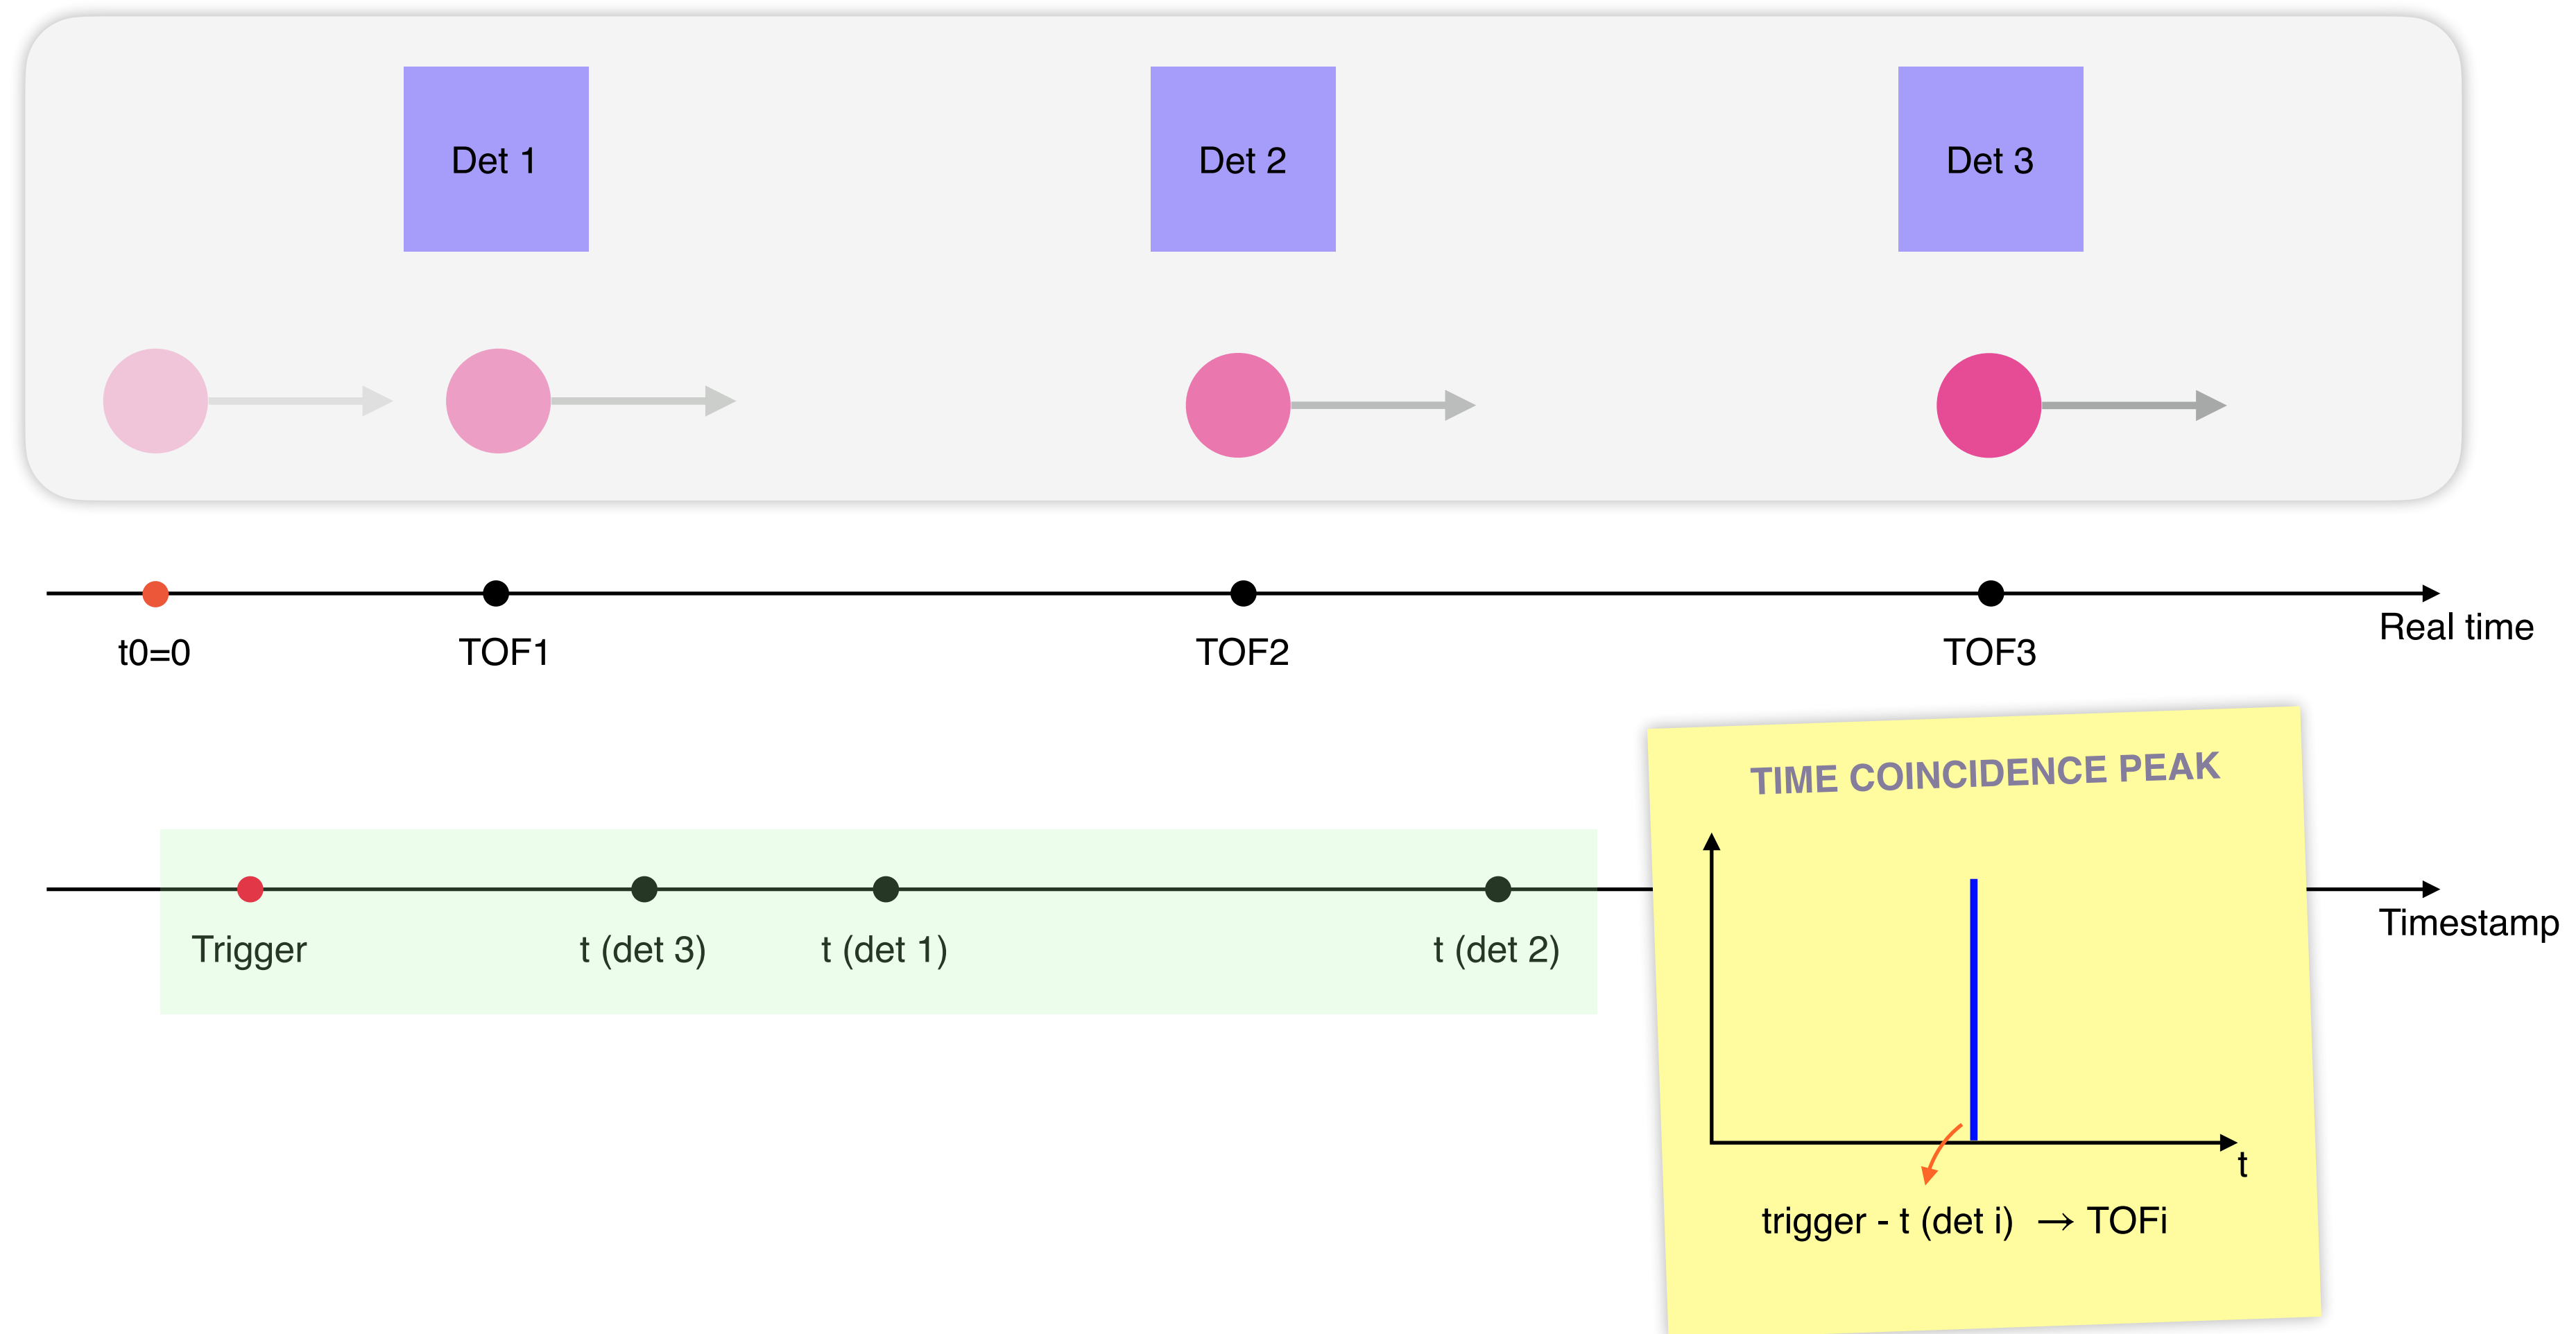 Det 1
Det 2
Det 3
t0=0
TOF1
TOF2
TOF3
Real time
TIME COINCIDENCE PEAK
Trigger
t (det 3)
t (det 1)
t (det 2)
Timestamp
t
trigger - t (det i) → TOFi